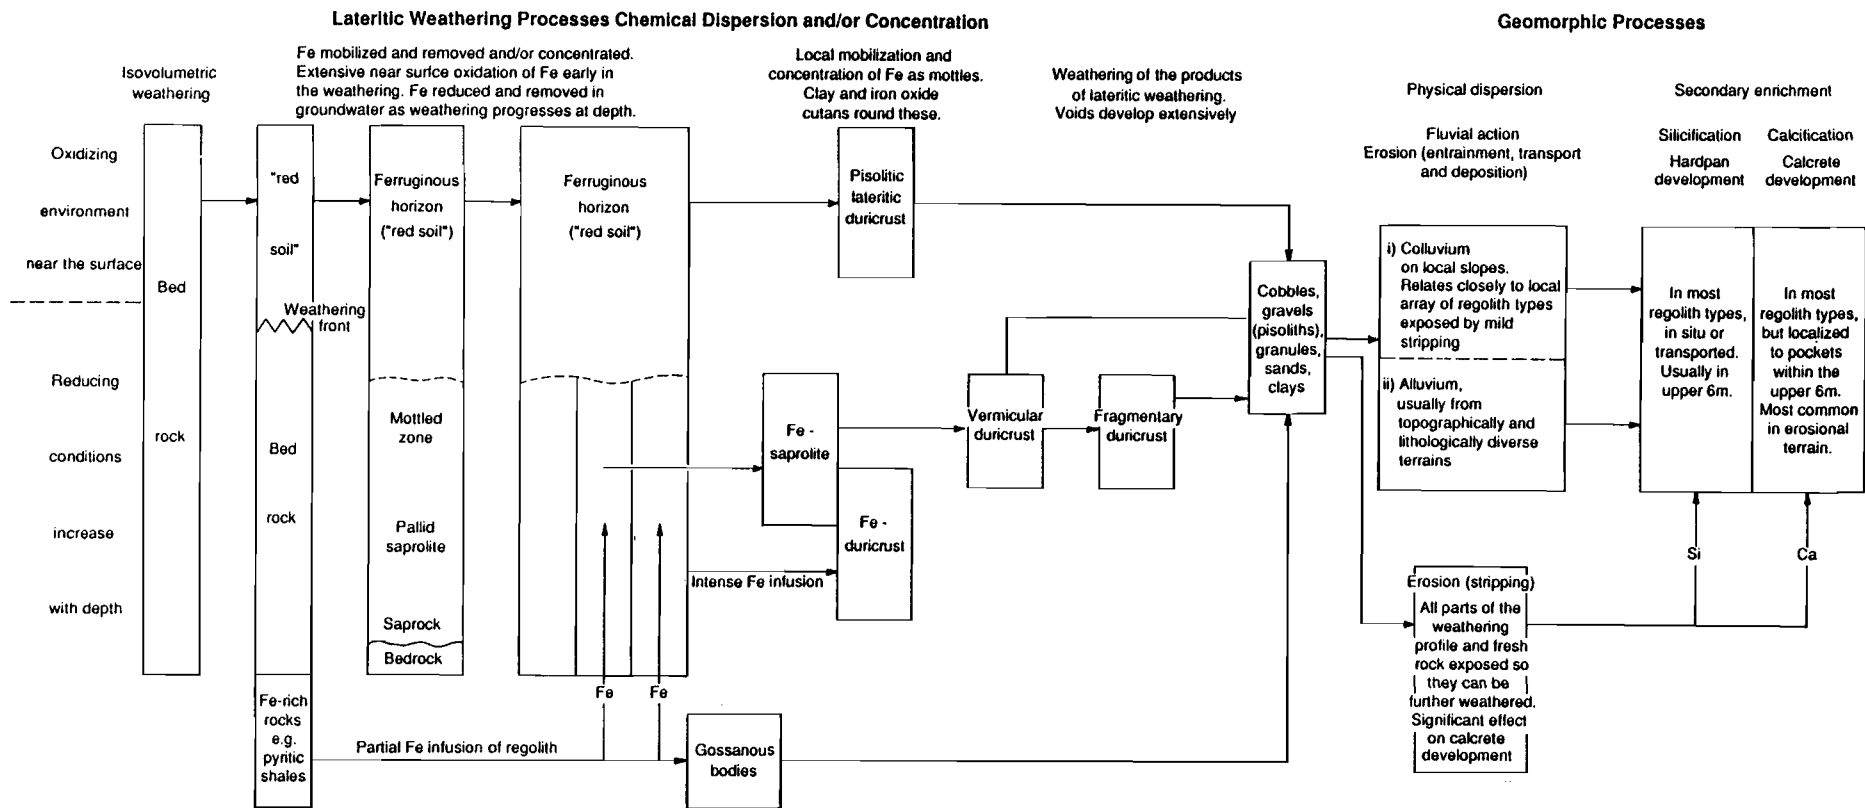 Lateritic Weathering Processes Chemical Dispersion and/or Concentration
Geomorphic Processes
Isovolumetric
weathering
Fe mobilized and removed and/or concentrated.
Extensive near surfce oxidation of Fe early in
the weathering. Fe reduced and removed in
groundwater as weathering progresses at depth.
Local mobilization and
concentration of Fe as mottles.
Clay and iron oxide
cutans round these.
Weathering of the products
of lateritic weathering.
Voids develop extensively
Physical dispersion
Fluvial action
Erosion (entrainment, transport
and deposition)
Secondary enrichment
Silicification
Hardpan
development
Calcification
Calcrete
development
Oxidizing
environment
near the surface
Reducing
conditions
increase
with depth
Bed
rock
"red
soil"
Weathering
front
Bed
rock
Fe-rich
rocks
e.g.
pyritic
shales
Ferruginous
horizon
("red soil")
Mottled
zone
Pallid
saprolite
Saprock
Bedrock
Ferruginous
horizon
("red soil")
Fe
Fe
Partial Fe infusion of regolith
Intense Fe infusion
Gossanous
bodies
Pisolitic
lateritic
duricrust
Fe -
saprolite
Fe -
duricrust
Vermicular
duricrust
Fragmentary
duricrust
Cobbles,
gravels
(pisoliths),
granules,
sands,
clays
i) Colluvium
on local slopes.
Relates closely to local
array of regolith types
exposed by mild
stripping
ii) Alluvium,
usually from
topographically and
lithologically diverse
terrains
Erosion (stripping)
All parts of the
weathering
profile and fresh
rock exposed so
they can be
further weathered.
Significant effect
on calcrete
development
In most
regolith types,
in situ or
transported.
Usually in
upper 6m.
In most
regolith types,
but localized
to pockets
within the
upper 6m.
Most common
in erosional
terrain.
Si
Ca